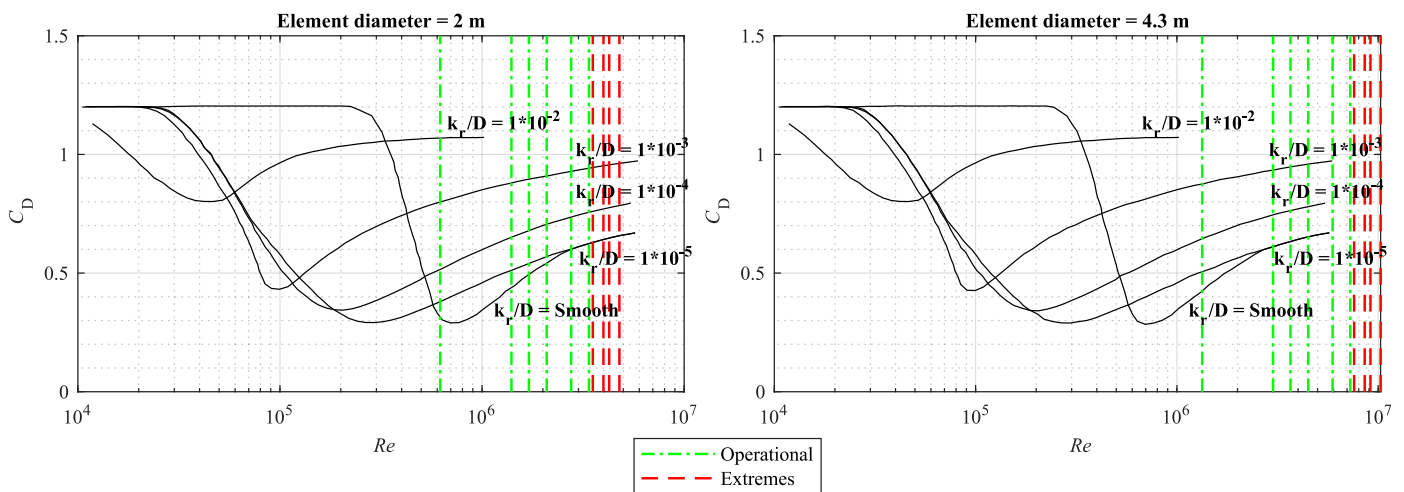 Element diameter = 2 m
1.5
1
0.5
0
C_D
k_r/D = 1*10^-2
k_r/D = 1*10^-3
k_r/D = 1*10^-4
k_r/D = 1*10^-5
k_r/D = Smooth
10^4
10^5
10^6
10^7
Re
Element diameter = 4.3 m
1.5
1
0.5
0
C_D
k_r/D = 1*10^-2
k_r/D = 1*10^-3
k_r/D = 1*10^-4
k_r/D = 1*10^-5
k_r/D = Smooth
10^4
10^5
10^6
10^7
Re
Operational
Extremes